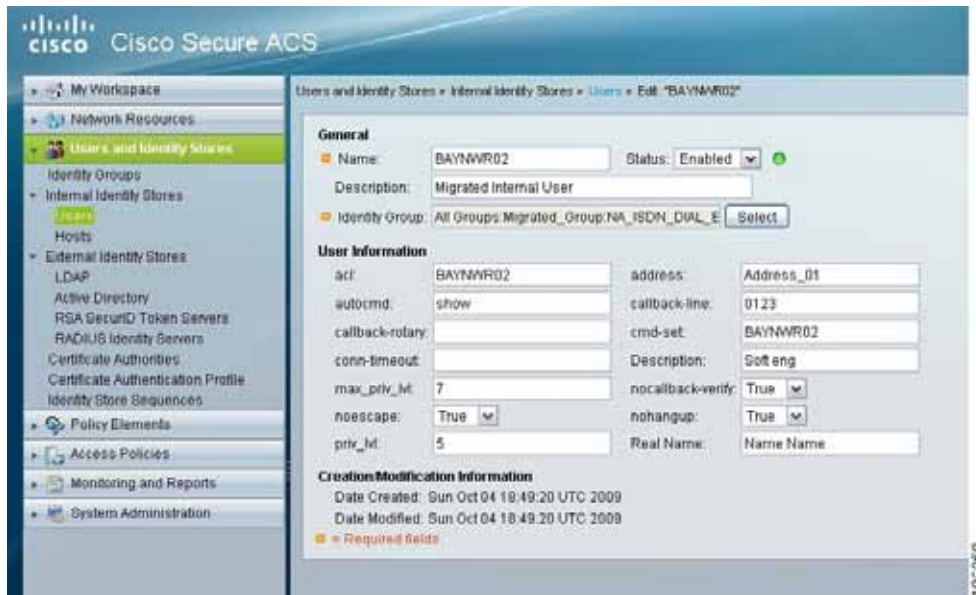 CISCO Cisco Secure ACS
My Workspace
Network Resources
Users and Identity Stores
Identity Groups
Internal Identity Stores
Users
Hosts
External Identity Stores
LDAP
Active Directory
RSA SecurID Token Servers
RADIUS Identity Servers
Certificate Authorities
Certificate Authentication Profile
Identity Store Sequences
Policy Elements
Access Policies
Monitoring and Reports
System Administration
Users and Identity Stores > Internal Identity Stores > Users > Edit: "BAYNWR02"
General
Name: BAYNWR02 Status: Enabled
Description: Migrated Internal User
Identity Group: All Groups:Migrated_Group:NA_ISDN_DIAL_E Select
User Information
acl: BAYNWR02 address: Address_01
autocmd: show callback-line: 0123
callback-rotary: cmd-set: BAYNWR02
conn-timeout: Description: Soft eng
max_priv_lvl: 7 nocallback-verify: True
noescape: True nohangup: True
priv_lvl: 5 Real Name: Name Name
Creation/Modification Information
Date Created: Sun Oct 04 18:49:20 UTC 2009
Date Modified: Sun Oct 04 18:49:20 UTC 2009
= Required fields